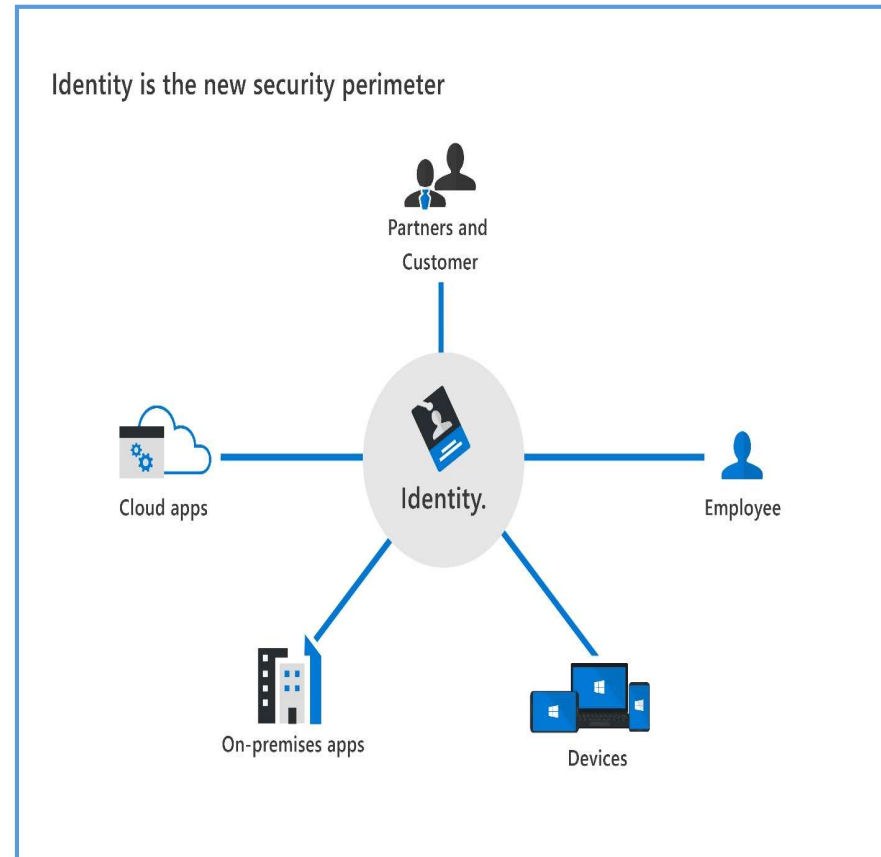 Identity is the new security perimeter
Partners and
Customer
Identity.
Cloud apps
Employee
On-premises apps
Devices